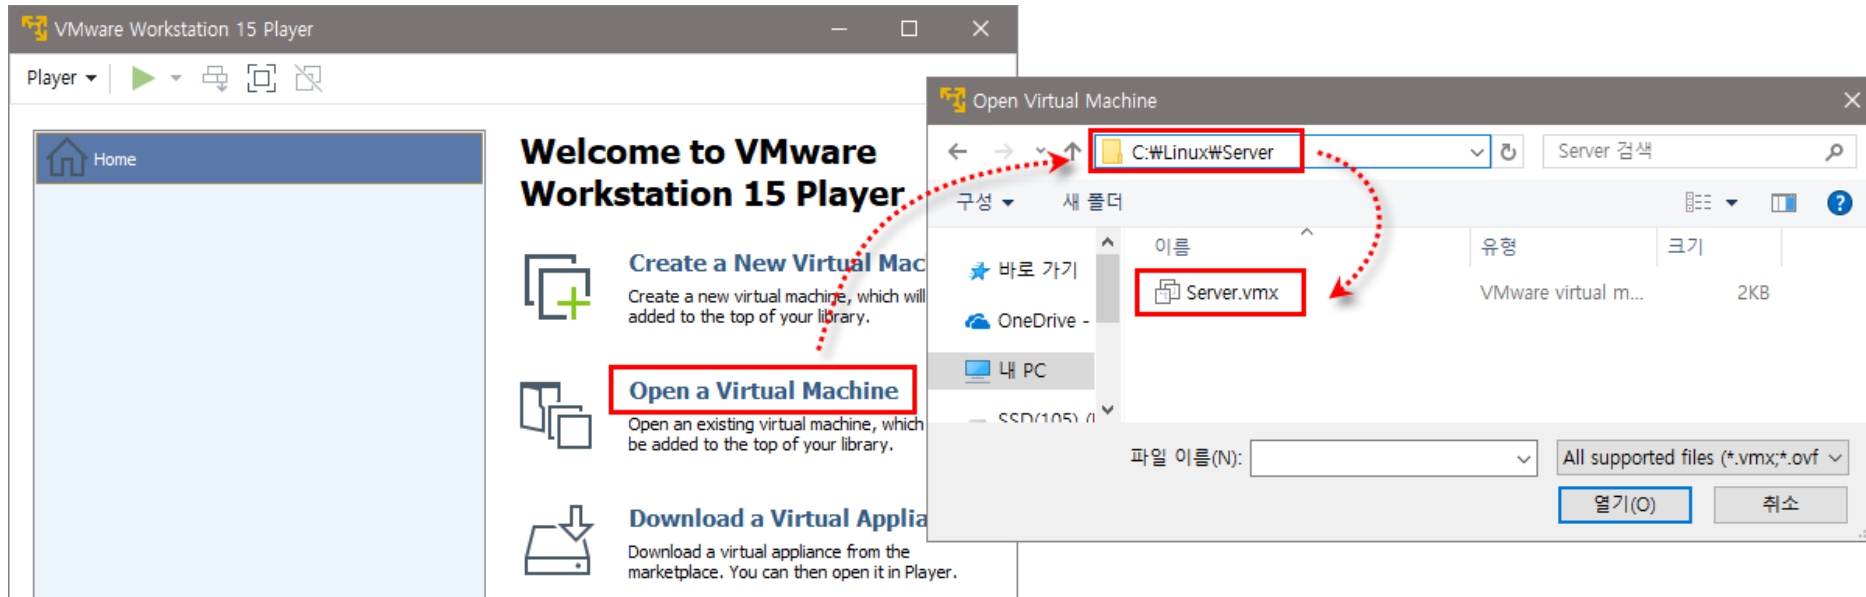 VMware Workstation 15 Player
Player
Home
Welcome to VMware
Workstation 15 Player
Create a New Virtual Mac
Create a new virtual machine, which will
added to the top of your library.
Open a Virtual Machine
Open an existing virtual machine, which
be added to the top of your library.
Download a Virtual Applia
Download a virtual appliance from the
marketplace. You can then open it in Player.
Open Virtual Machine
C:₩Linux₩Server
Server 검색
구성
새 폴더
이름 유형 크기
바로 가기
OneDrive -
내 PC
SSD(105) (
Server.vmx VMware virtual m... 2KB
파일 이름(N):
All supported files (*.vmx;*.ovf
열기(O) 취소